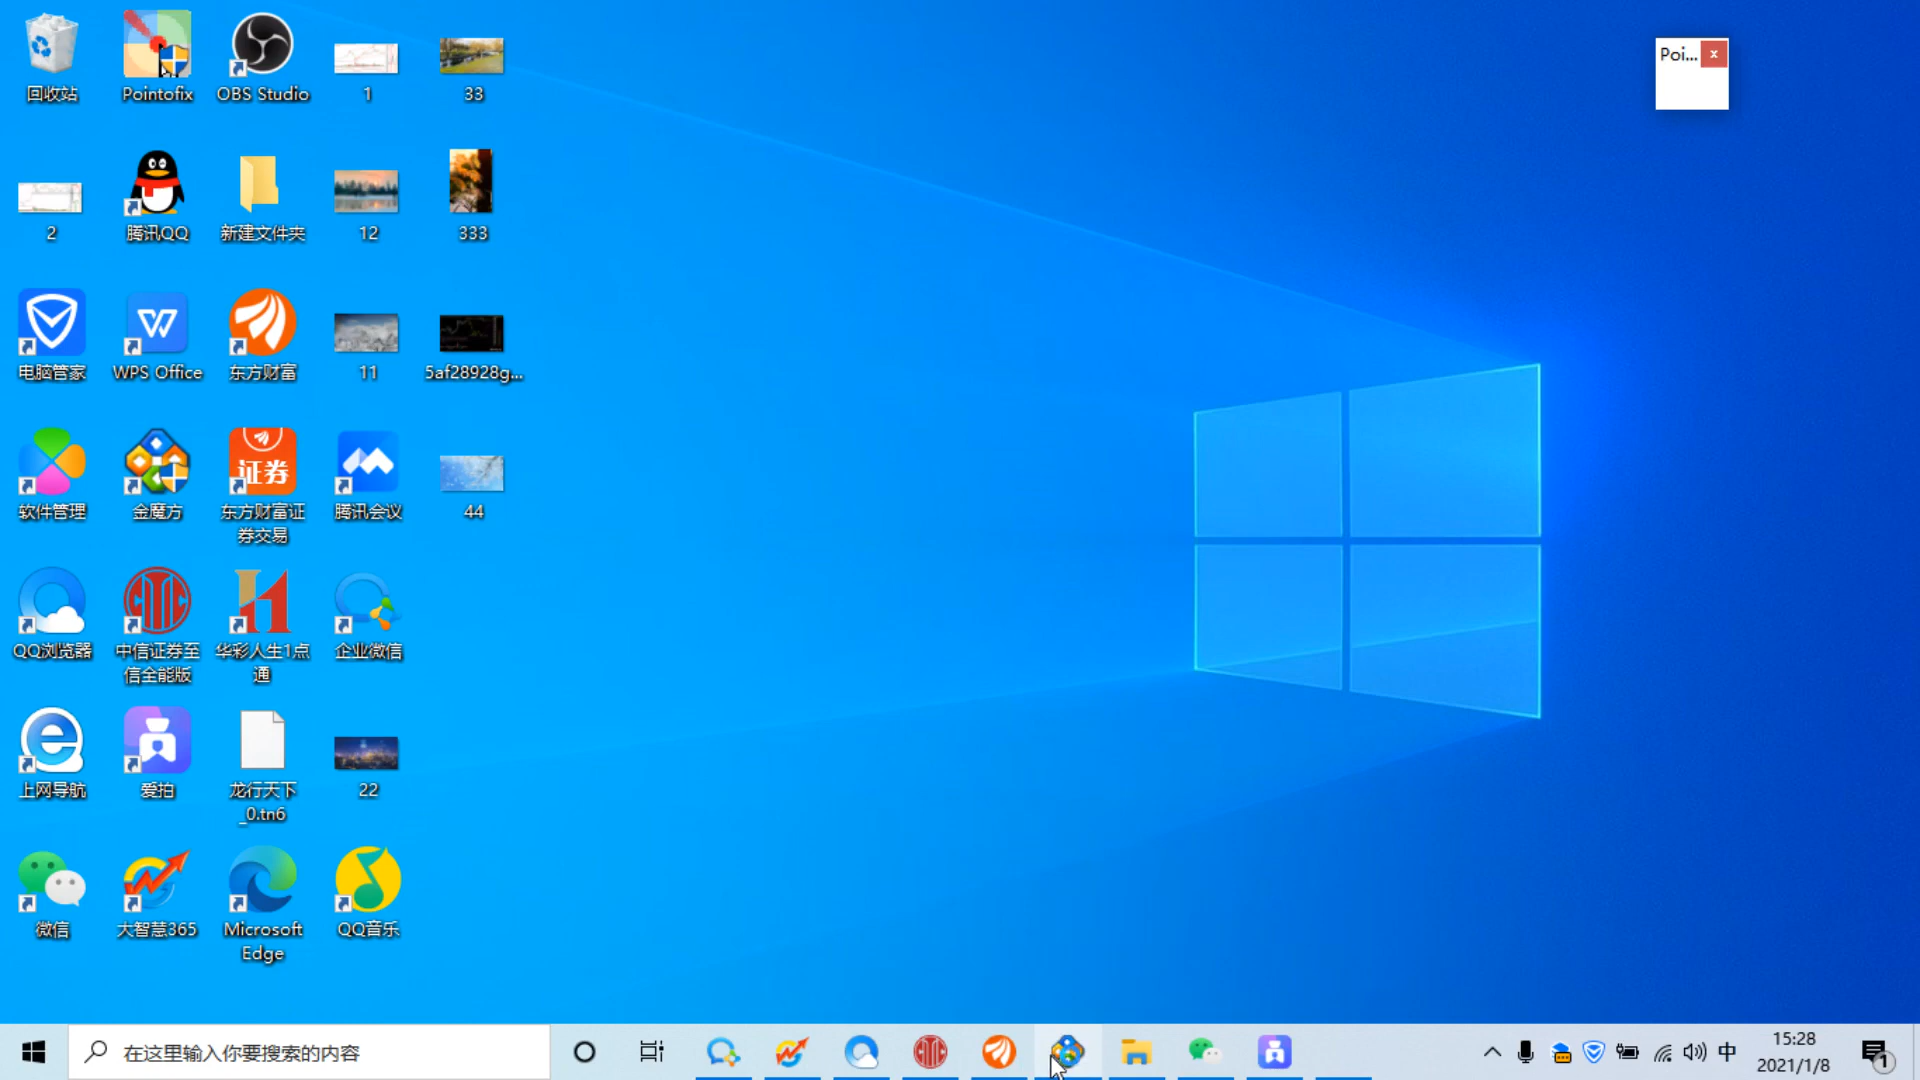 回收站
Pointofix
OBS Studio
1
33
Poi...
x
2
腾讯QQ
新建文件夹
12
333
电脑管家
WPS Office
东方财富
11
5af28928g...
软件管理
金魔方
证券
东方财富证
券交易
腾讯会议
44
QQ浏览器
中信证券至
信全能版
华彩人生1点
通
企业微信
上网导航
爱拍
龙行天下
_0.tn6
22
微信
大智慧365
Microsoft
Edge
QQ音乐
在这里输入你要搜索的内容
中
15:28
2021/1/8
1